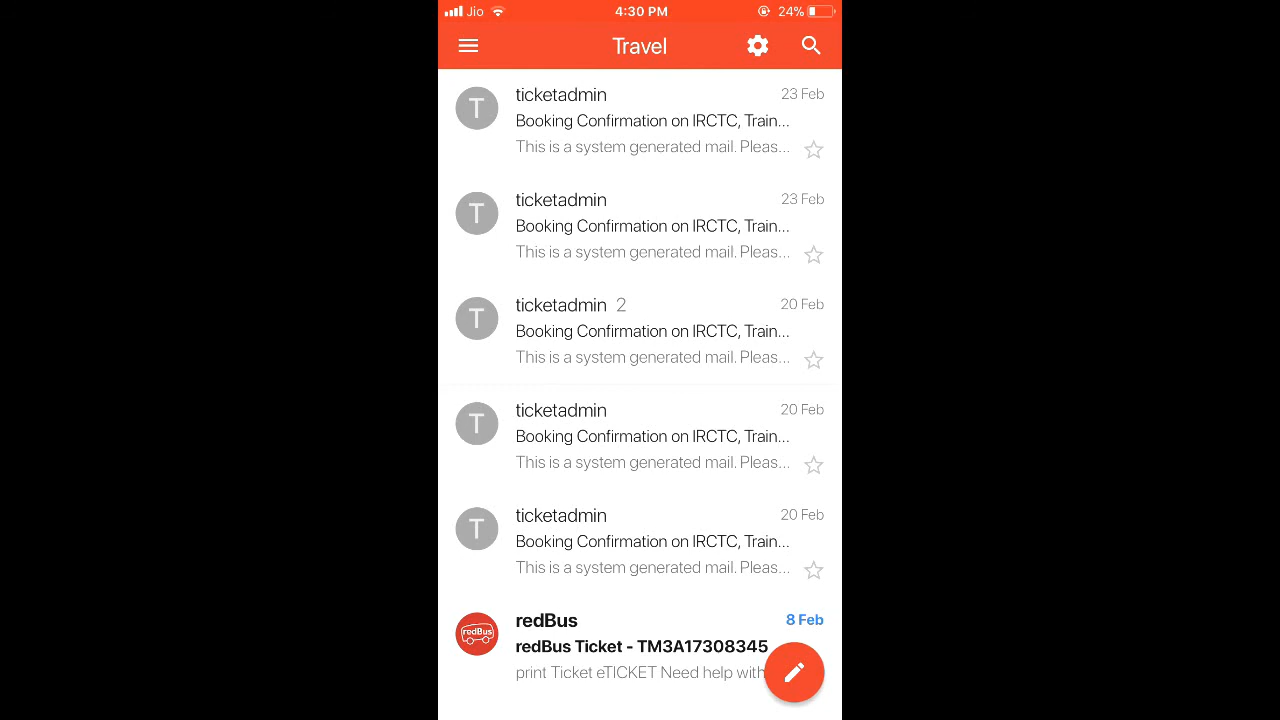 Jio 4:30 PM 24%
Travel
T ticketadmin 23 Feb
Booking Confirmation on IRCTC, Train...
This is a system generated mail. Pleas...
T ticketadmin 23 Feb
Booking Confirmation on IRCTC, Train...
This is a system generated mail. Pleas...
T ticketadmin 2 20 Feb
Booking Confirmation on IRCTC, Train...
This is a system generated mail. Pleas...
T ticketadmin 20 Feb
Booking Confirmation on IRCTC, Train...
This is a system generated mail. Pleas...
T ticketadmin 20 Feb
Booking Confirmation on IRCTC, Train...
This is a system generated mail. Pleas...
redBus redBus 8 Feb
redBus Ticket - TM3A17308345
print Ticket eTICKET Need help with